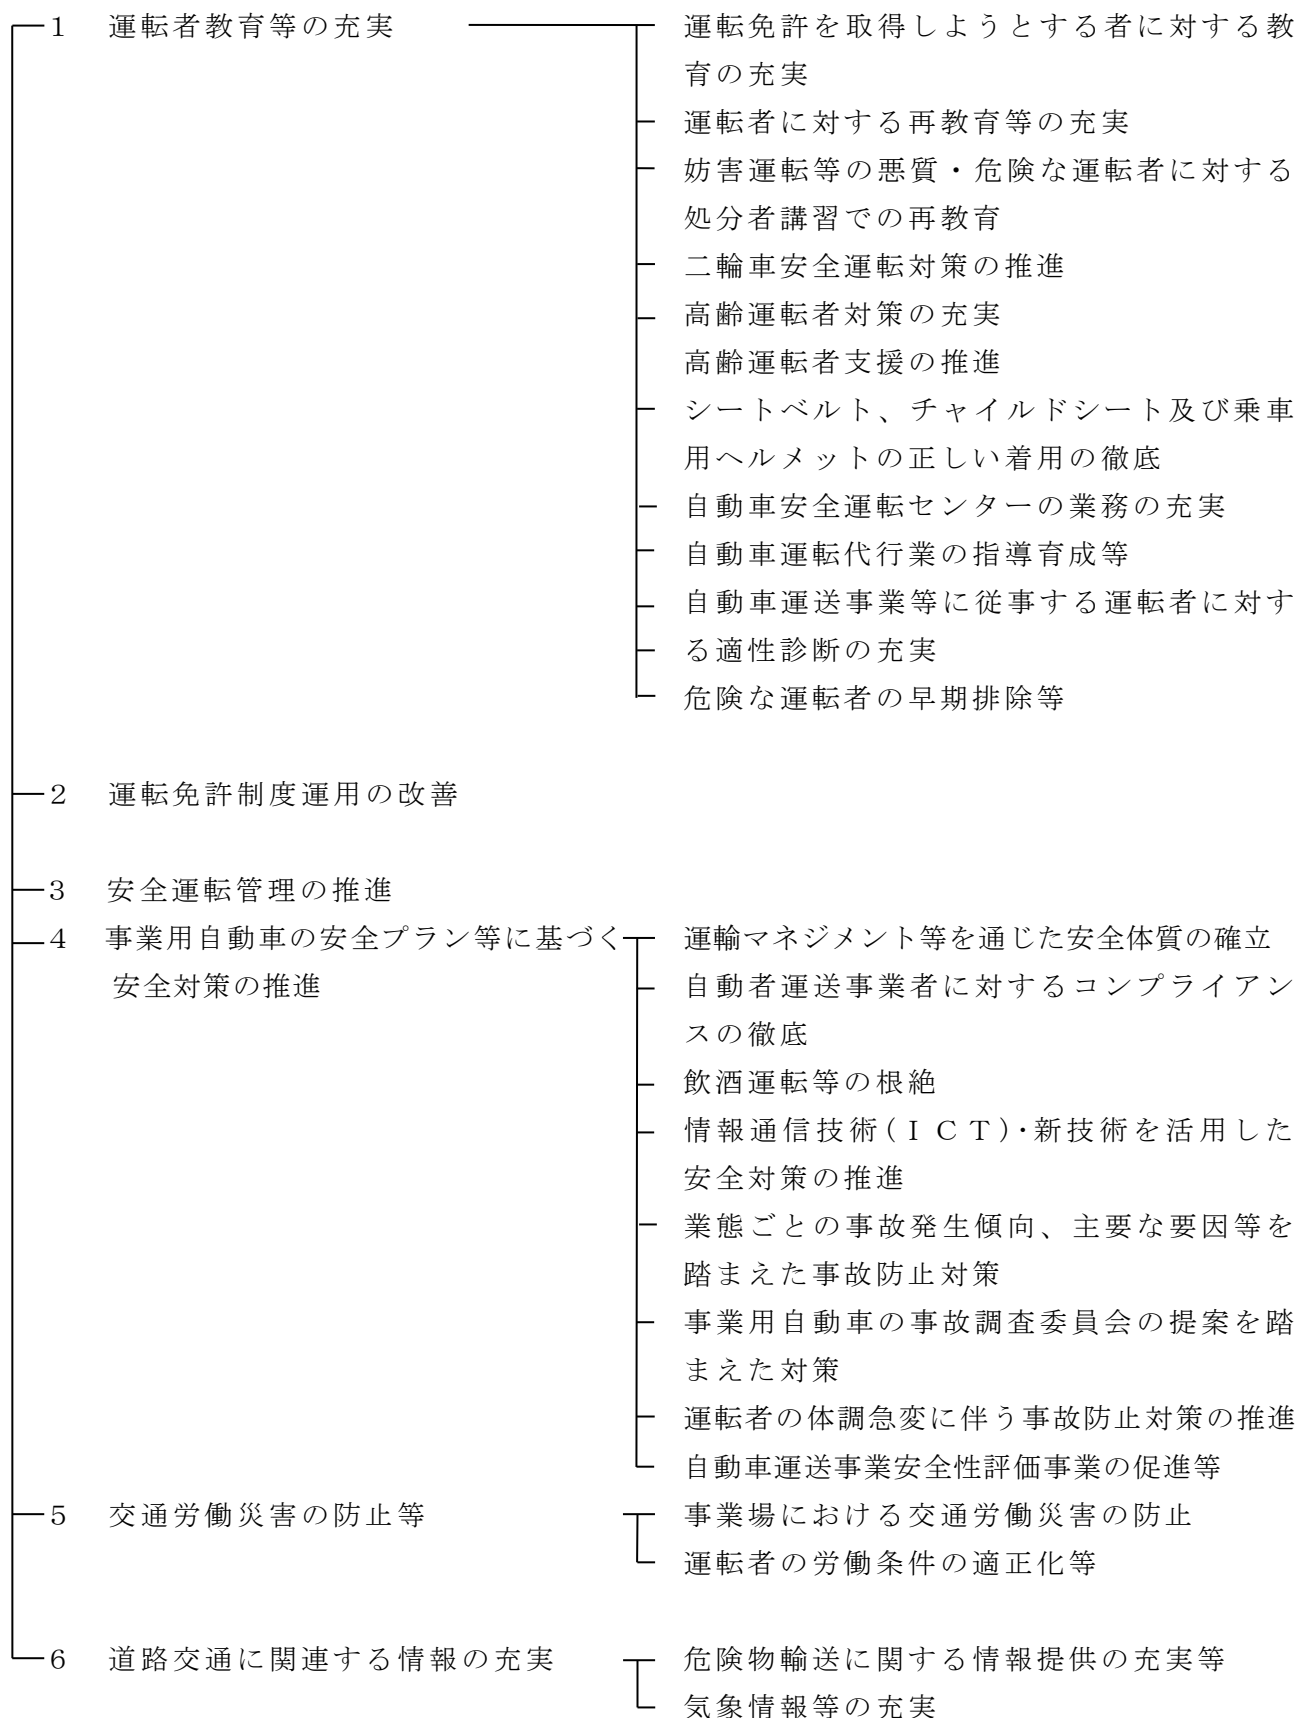 1 運転者教育等の充実 運転免許を取得しようとする者に対する教
育の充実
運転者に対する再教育等の充実
妨害運転等の悪質・危険な運転者に対する
処分者講習での再教育
二輪車安全運転対策の推進
高齢運転者対策の充実
高齢運転者支援の推進
シートベルト、チャイルドシート及び乗車
用ヘルメットの正しい着用の徹底
自動車安全運転センターの業務の充実
自動車運転代行業の指導育成等
自動車運送事業等に従事する運転者に対す
る適性診断の充実
危険な運転者の早期排除等
2 運転免許制度運用の改善
3 安全運転管理の推進
4 事業用自動車の安全プラン等に基づく 運輸マネジメント等を通じた安全体質の確立
安全対策の推進 自動者運送事業者に対するコンプライアン
スの徹底
飲酒運転等の根絶
情報通信技術(ICT)・新技術を活用した
安全対策の推進
業態ごとの事故発生傾向、主要な要因等を
踏まえた事故防止対策
事業用自動車の事故調査委員会の提案を踏
まえた対策
運転者の体調急変に伴う事故防止対策の推進
自動車運送事業安全性評価事業の促進等
5 交通労働災害の防止等 事業場における交通労働災害の防止
運転者の労働条件の適正化等
6 道路交通に関連する情報の充実 危険物輸送に関する情報提供の充実等
気象情報等の充実